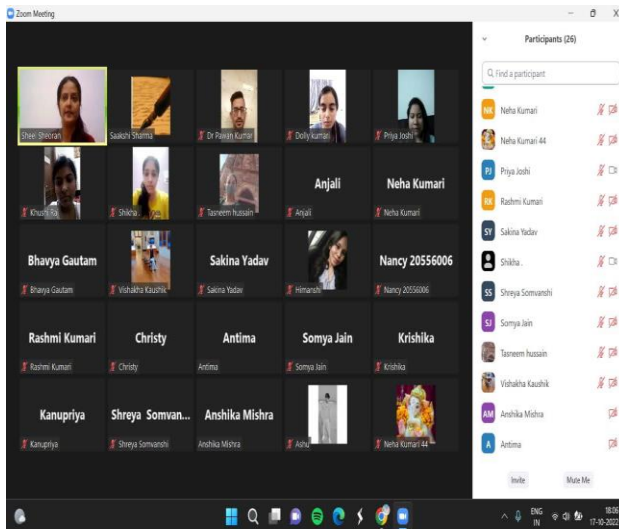 Zoom Meeting
Participants (26)
Find a participant
Sheel Sheoran
Saakshi Sharma
Dr Pawan Kumar
Dolly kumari
Priya Joshi
Khushi Ra
Shikha .
Tasneem hussain
Anjali
Anjali
Neha Kumari
Neha Kumari
Bhavya Gautam
Bhavya Gautam
Vishakha Kaushik
Sakina Yadav
Sakina Yadav
Himanshi
Nancy 20556006
Nancy 20556006
Rashmi Kumari
Rashmi Kumari
Christy
Christy
Antima
Antima
Somya Jain
Somya Jain
Krishika
Krishika
Kanupriya
Kanupriya
Shreya Somvan...
Shreya Somvanshi
Anshika Mishra
Anshika Mishra
Ashu
Neha Kumari 44
NK Neha Kumari
Neha Kumari 44
PJ Priya Joshi
RK Rashmi Kumari
SY Sakina Yadav
Shikha .
SS Shreya Somvanshi
SJ Somya Jain
Tasneem hussain
Vishakha Kaushik
AM Anshika Mishra
A Antima
Invite
Mute Me
ENG
IN
18:06
17-10-2022